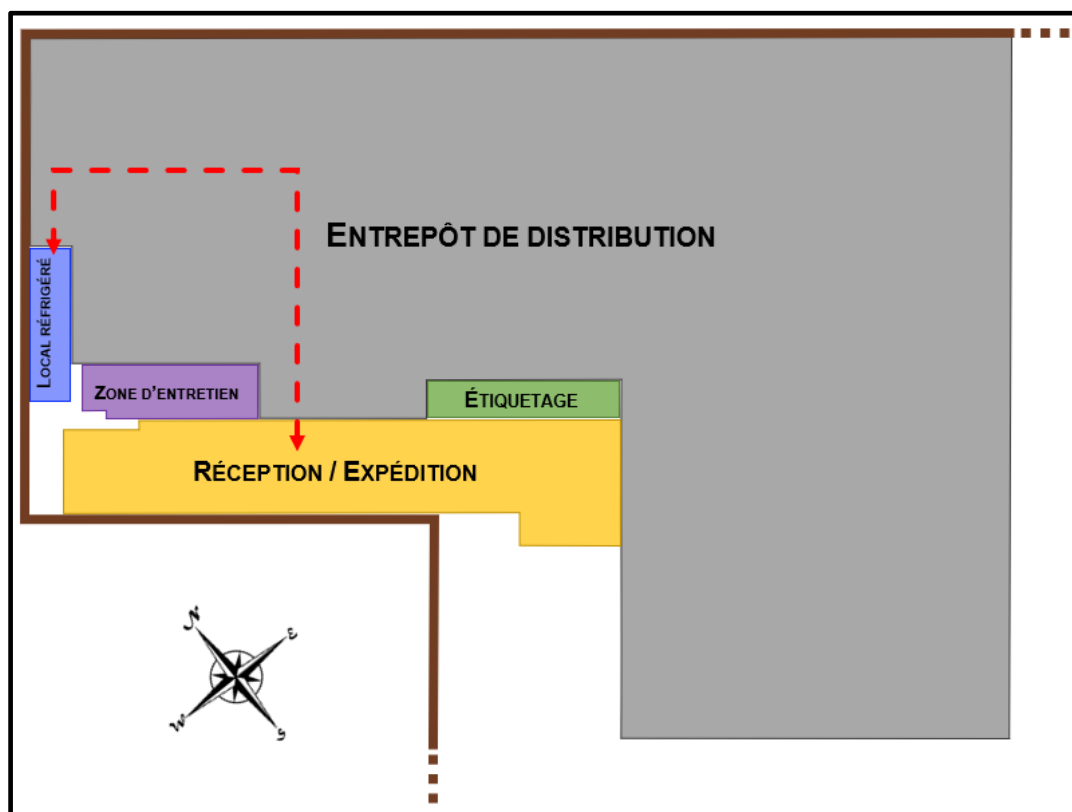 ENTREPÔT DE DISTRIBUTION
LOCAL RÉFRIGÉRÉ
ZONE D'ENTRETIEN
ÉTIQUETAGE
RÉCEPTION / EXPÉDITION
N
E
W
S